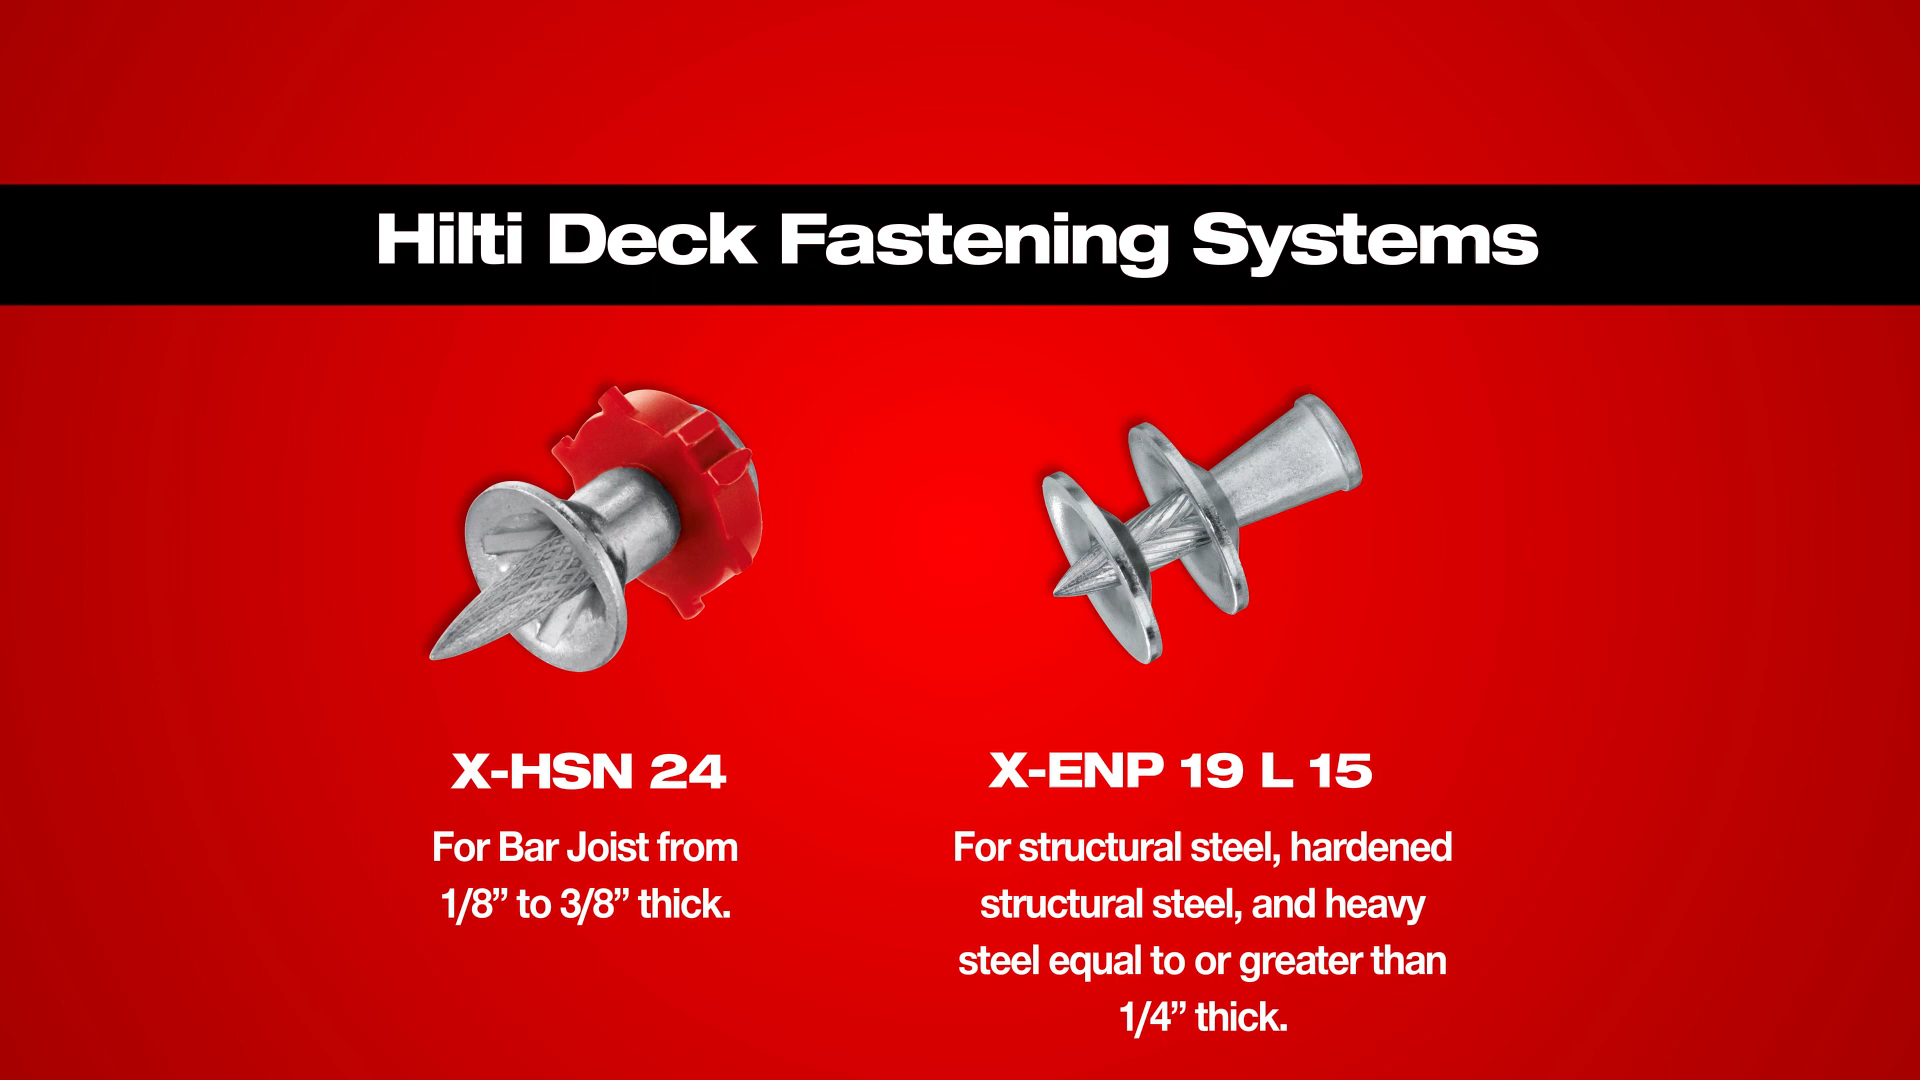 Hilti Deck Fastening Systems
X-HSN 24
For Bar Joist from
1/8” to 3/8” thick.
X-ENP 19 L 15
For structural steel, hardened
structural steel, and heavy
steel equal to or greater than
1/4” thick.